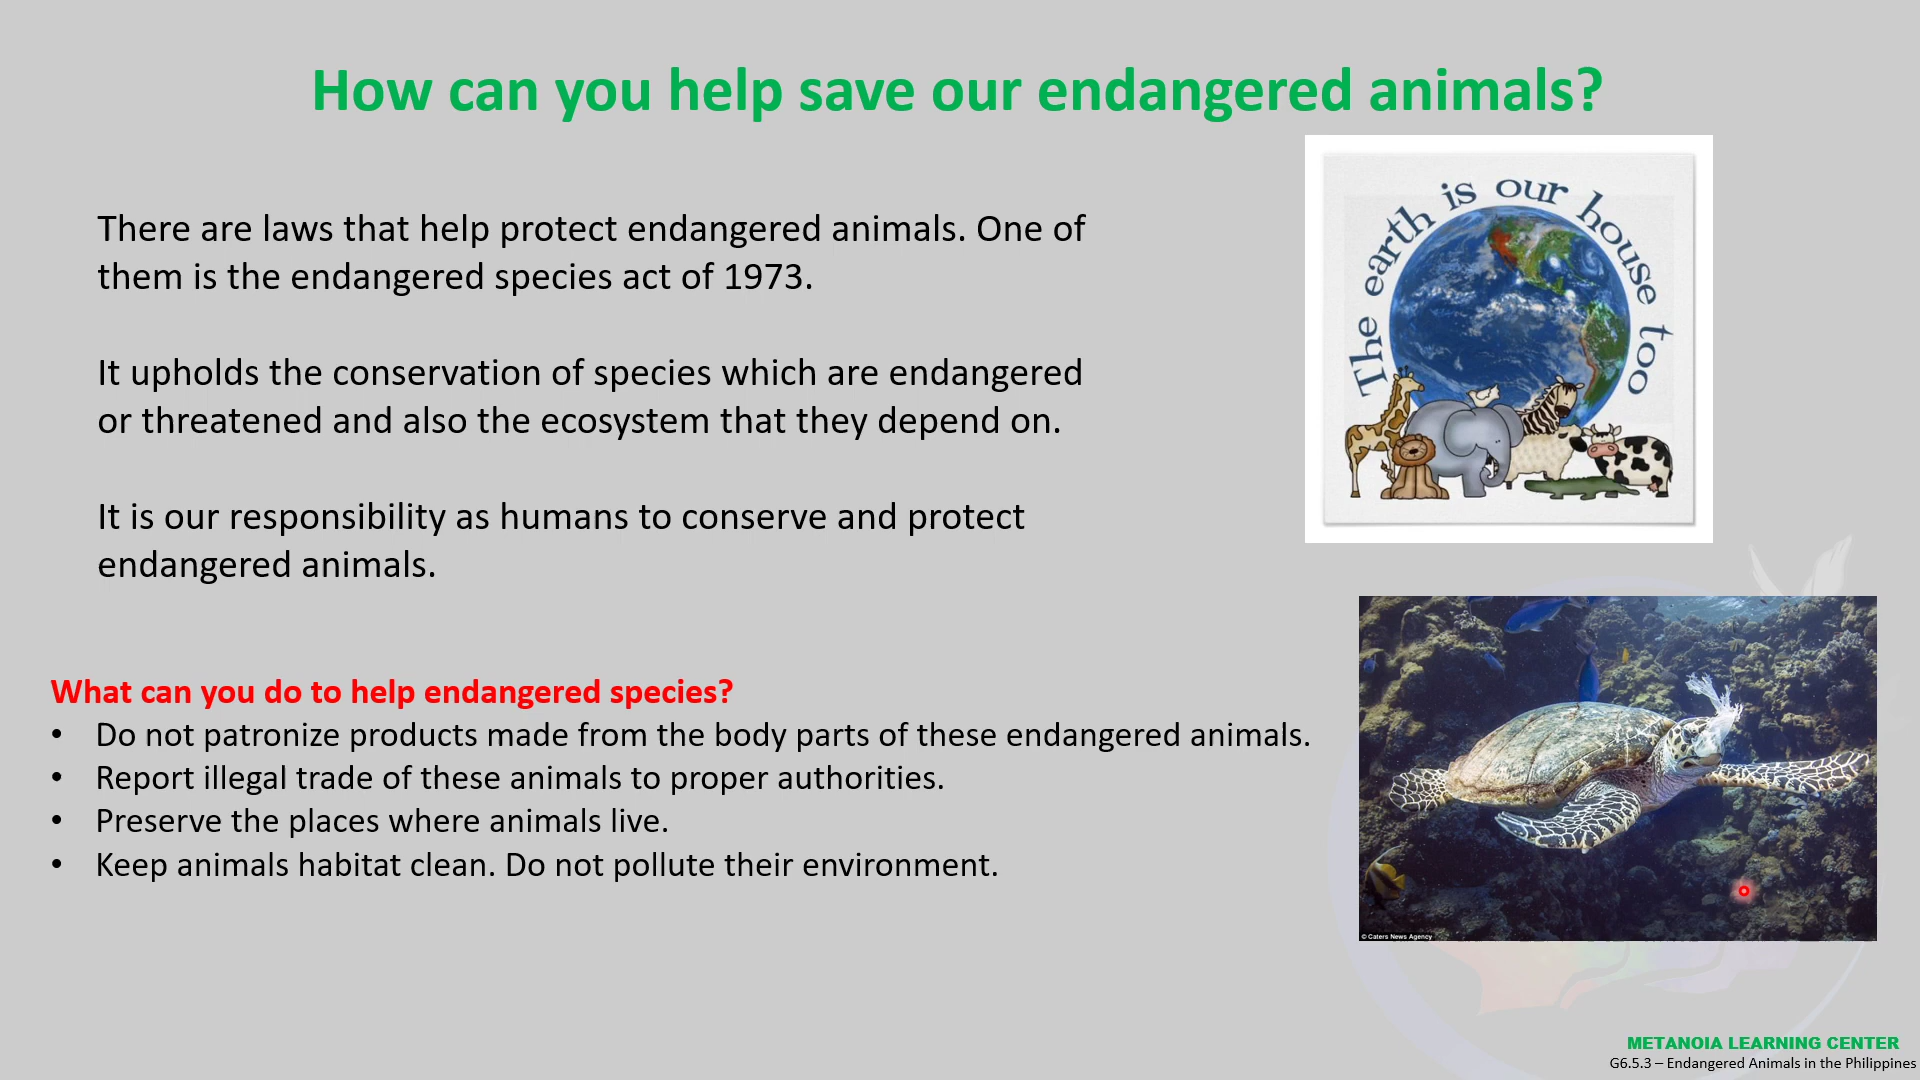 How can you help save our endangered animals?
The earth is our house too
There are laws that help protect endangered animals. One of
them is the endangered species act of 1973.
It upholds the conservation of species which are endangered
or threatened and also the ecosystem that they depend on.
It is our responsibility as humans to conserve and protect
endangered animals.
What can you do to help endangered species?
• Do not patronize products made from the body parts of these endangered animals.
• Report illegal trade of these animals to proper authorities.
• Preserve the places where animals live.
• Keep animals habitat clean. Do not pollute their environment.
© Caters News Agency
METANOIA LEARNING CENTER
G6.5.3 – Endangered Animals in the Philippines